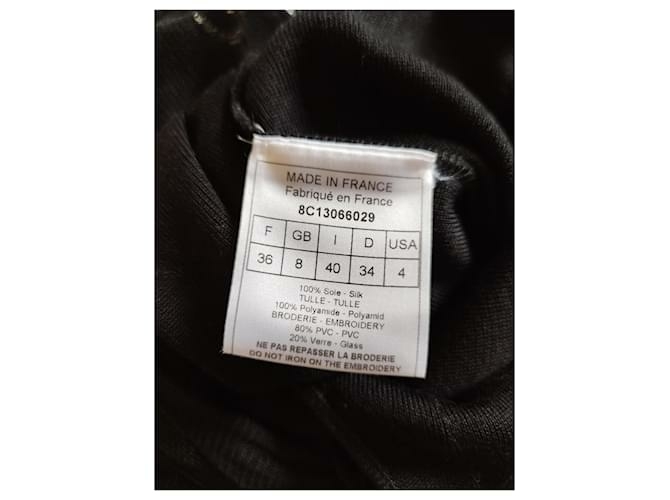 MADE IN FRANCE
Fabriqué en France
8C13066029
F GB I D USA
36 8 40 34 4
100% Soie - Silk
TULLE - TULLE
100% Polyamide - Polyamid
BRODERIE - EMBROIDERY
80% PVC - PVC
20% Verre - Glass
NE PAS REPASSER LA BRODERIE
DO NOT IRON ON THE EMBROIDERY